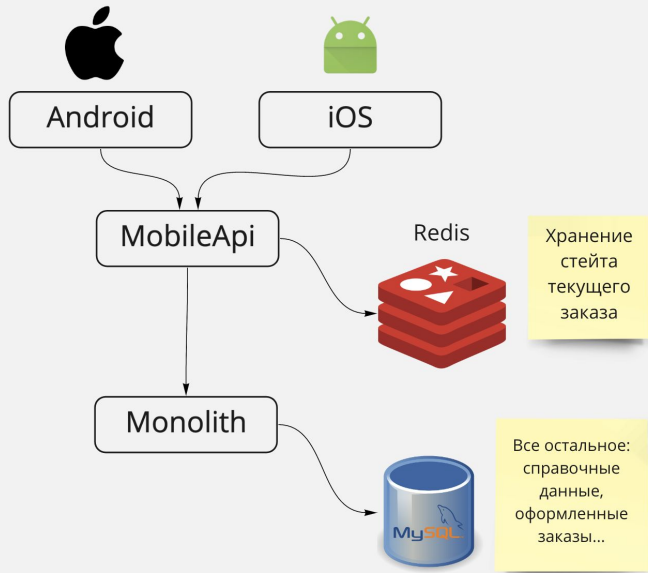 Android
iOS
MobileApi
Redis
Хранение
стейта
текущего
заказа
Monolith
Все остальное:
справочные
данные,
оформленные
заказы...
MySQL